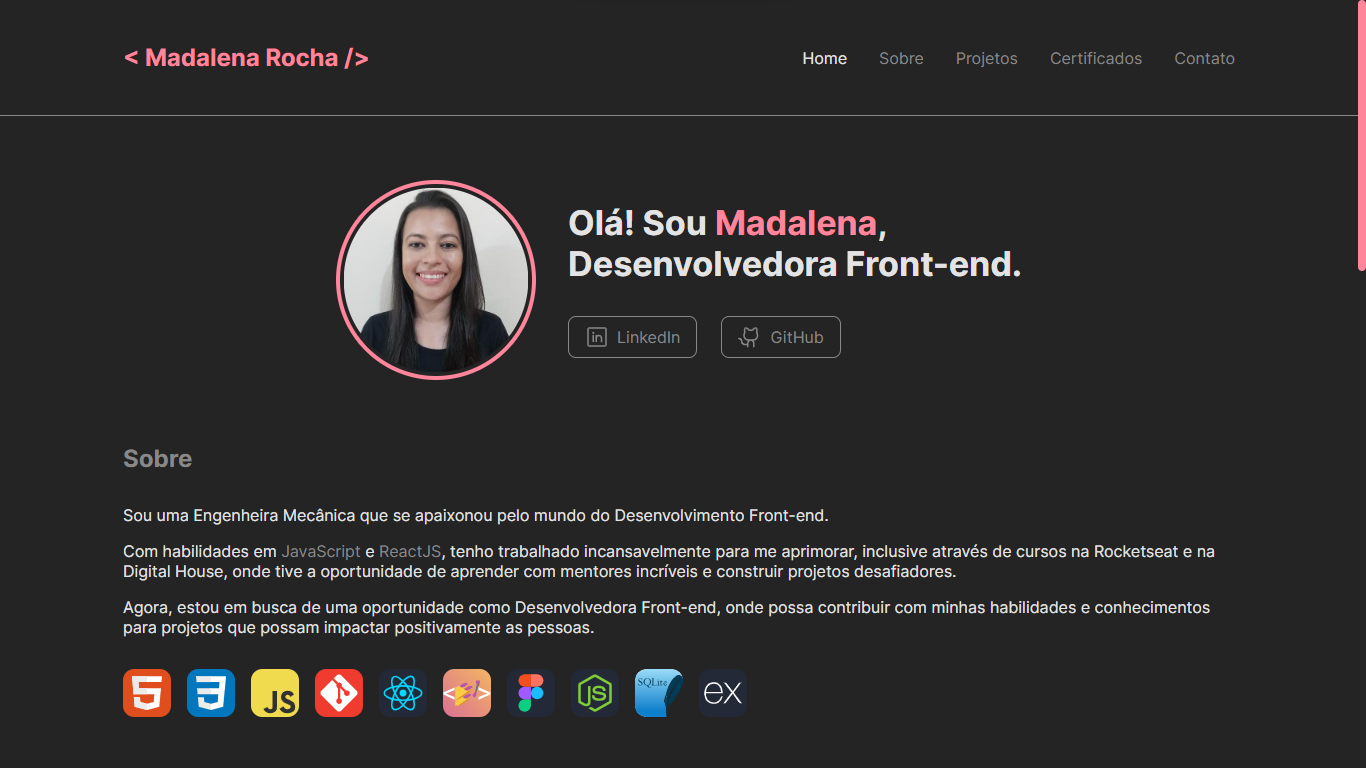 < Madalena Rocha />
Home Sobre Projetos Certificados Contato
Olá! Sou Madalena,
Desenvolvedora Front-end.
LinkedIn GitHub
Sobre
Sou uma Engenheira Mecânica que se apaixonou pelo mundo do Desenvolvimento Front-end.
Com habilidades em JavaScript e ReactJS, tenho trabalhado incansavelmente para me aprimorar, inclusive através de cursos na Rocketseat e na
Digital House, onde tive a oportunidade de aprender com mentores incríveis e construir projetos desafiadores.
Agora, estou em busca de uma oportunidade como Desenvolvedora Front-end, onde possa contribuir com minhas habilidades e conhecimentos
para projetos que possam impactar positivamente as pessoas.
5 3 JS JS SQLite ex